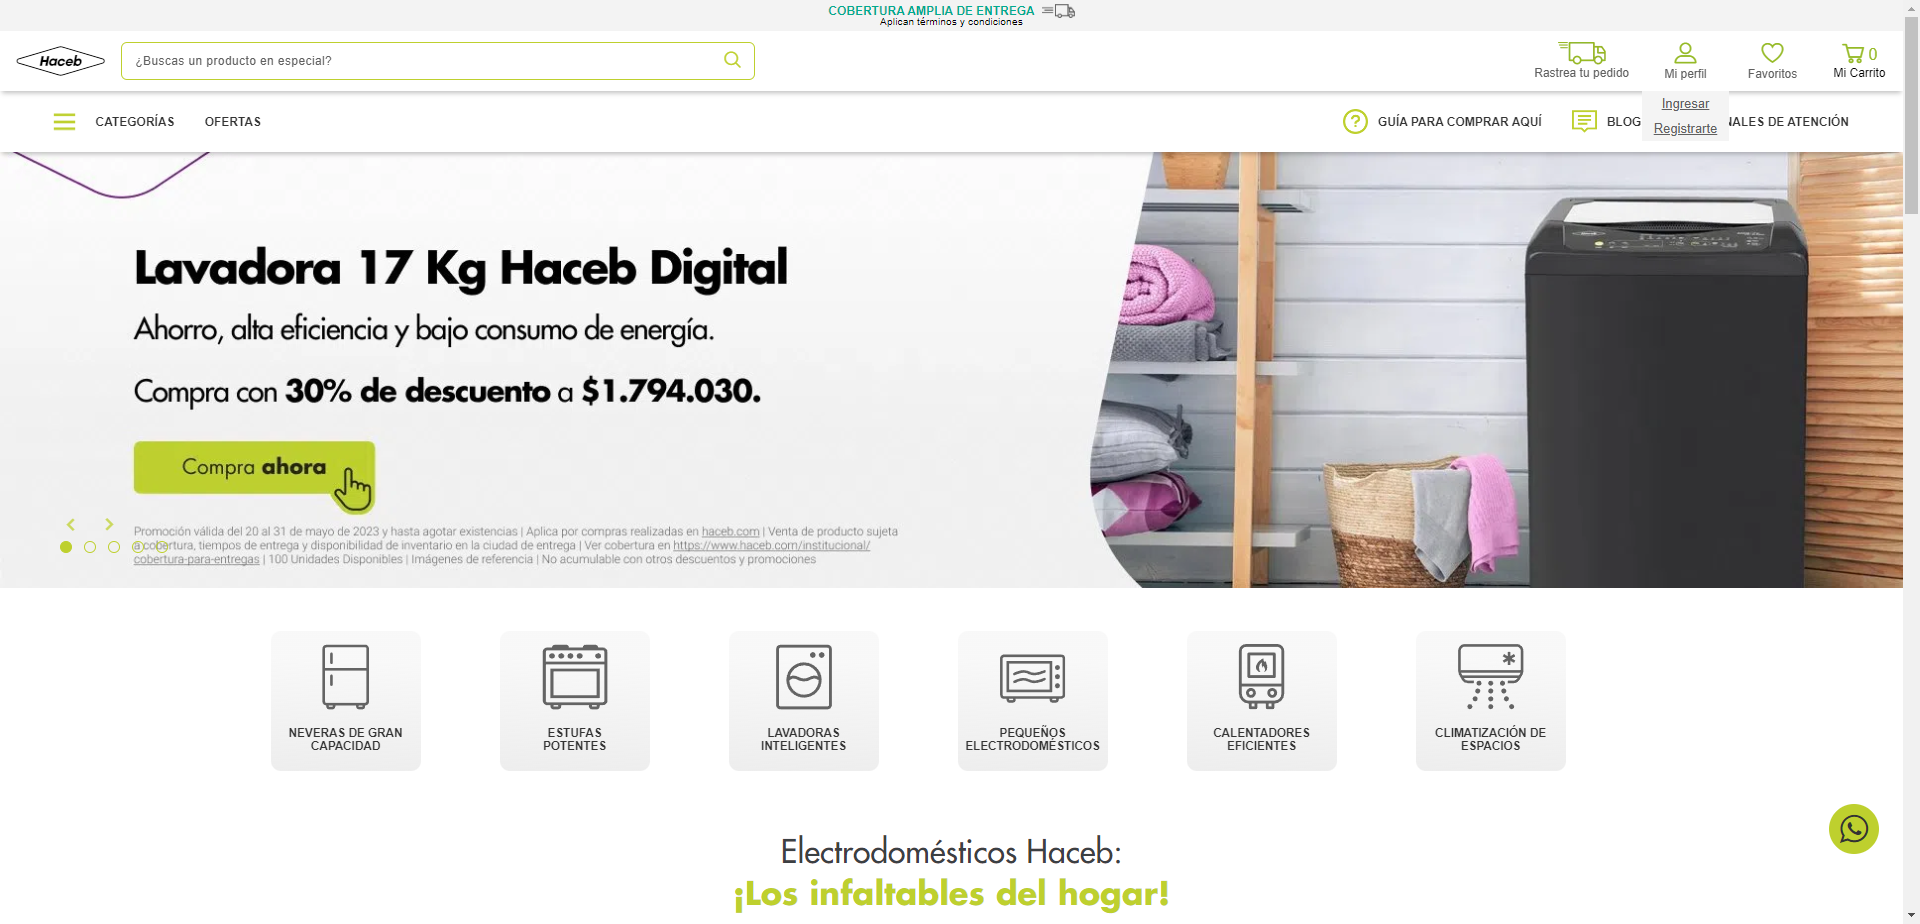 COBERTURA AMPLIA DE ENTREGA
Aplican términos y condiciones
Haceb
¿Buscas un producto en especial?
Rastrea tu pedido
Mi perfil
Favoritos
0
Mi Carrito
Ingresar
Registrarte
CATEGORÍAS
OFERTAS
GUÍA PARA COMPRAR AQUÍ
BLOG
NALES DE ATENCIÓN
Lavadora 17 Kg Haceb Digital
Ahorro, alta eficiencia y bajo consumo de energía.
Compra con 30% de descuento a $1.794.030.
Compra ahora
Promoción válida del 20 al 31 de mayo de 2023 y hasta agotar existencias | Aplica por compras realizadas en haceb.com | Venta de producto sujeta
a cobertura, tiempos de entrega y disponibilidad de inventario en la ciudad de entrega | Ver cobertura en https://www.haceb.com/institucional/
cobertura-para-entregas | 100 Unidades Disponibles | Imágenes de referencia | No acumulable con otros descuentos y promociones
NEVERAS DE GRAN
CAPACIDAD
ESTUFAS
POTENTES
LAVADORAS
INTELIGENTES
PEQUEÑOS
ELECTRODOMÉSTICOS
CALENTADORES
EFICIENTES
CLIMATIZACIÓN DE
ESPACIOS
Electrodomésticos Haceb:
¡Los infaltables del hogar!